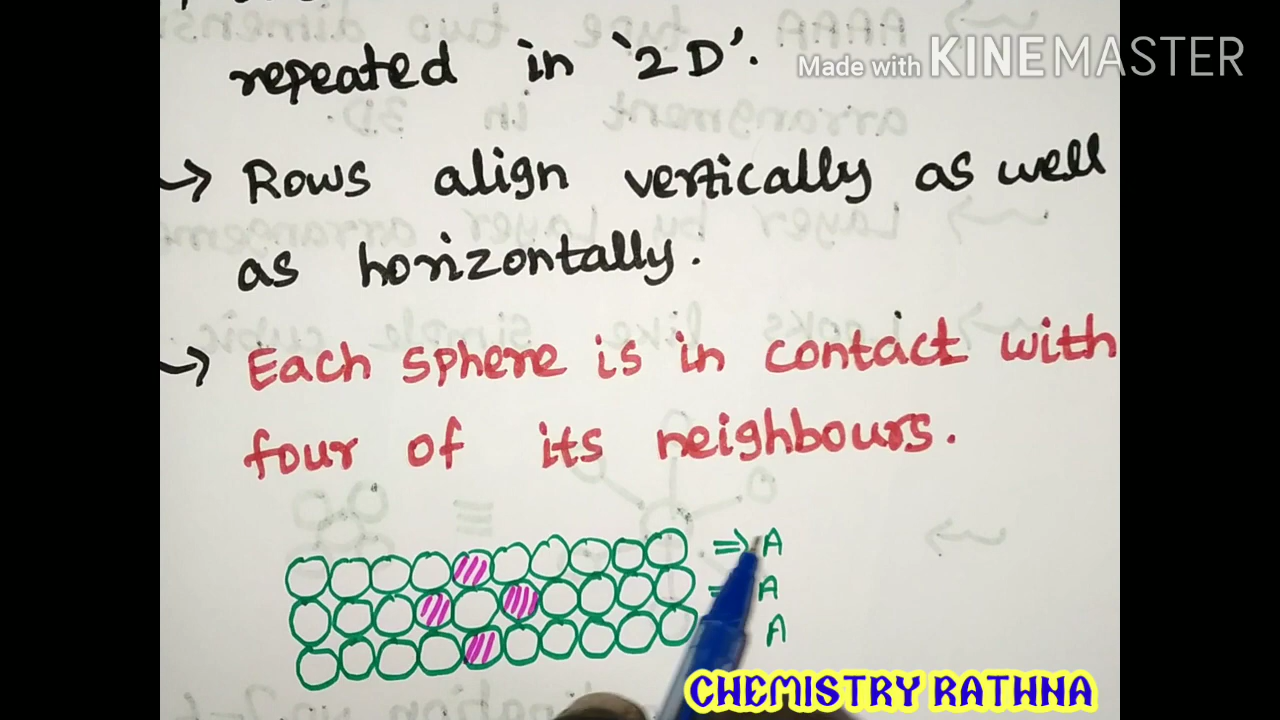 repeated in '2D'.
Made with KINEMASTER
→ Rows align vertically as well
as horizontally.
→ Each sphere is in contact with
four of its neighbours.
⇒ A
A
A
CHEMISTRY RATHNA